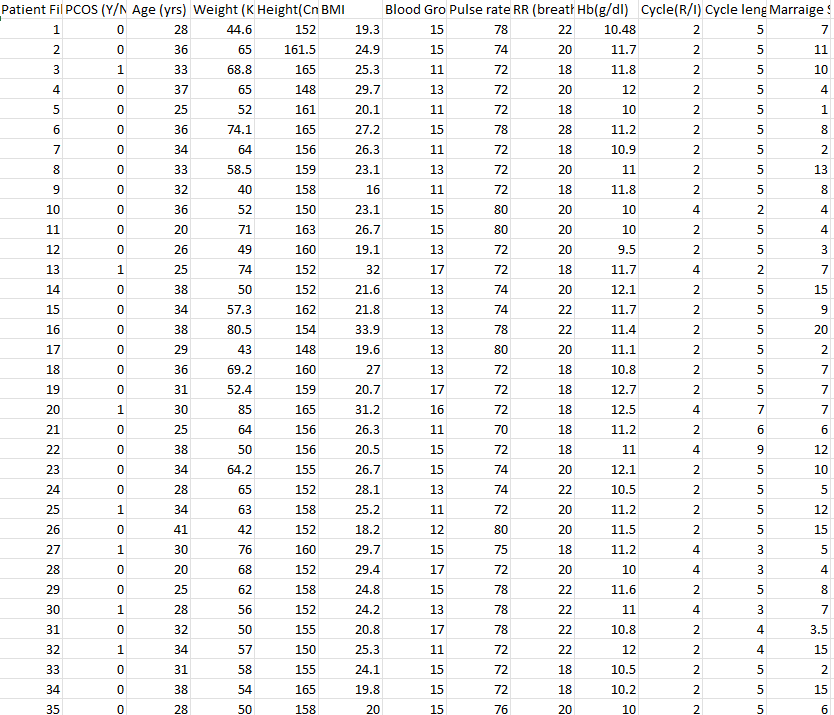 Patient Fi PCOS (Y/N Age (yrs) Weight (K Height(Cn BMI Blood Gro Pulse rate RR (breath Hb(g/dl) Cycle(R/I) Cycle leng Marraige S
1 0 28 44.6 152 19.3 15 78 22 10.48 2 5 7
2 0 36 65 161.5 24.9 15 74 20 11.7 2 5 11
3 1 33 68.8 165 25.3 11 72 18 11.8 2 5 10
4 0 37 65 148 29.7 13 72 20 12 2 5 4
5 0 25 52 161 20.1 11 72 18 10 2 5 1
6 0 36 74.1 165 27.2 15 78 28 11.2 2 5 8
7 0 34 64 156 26.3 11 72 18 10.9 2 5 2
8 0 33 58.5 159 23.1 13 72 20 11 2 5 13
9 0 32 40 158 16 11 72 18 11.8 2 5 8
10 0 36 52 150 23.1 15 80 20 10 4 2 4
11 0 20 71 163 26.7 15 80 20 10 2 5 4
12 0 26 49 160 19.1 13 72 20 9.5 2 5 3
13 1 25 74 152 32 17 72 18 11.7 4 2 7
14 0 38 50 152 21.6 13 74 20 12.1 2 5 15
15 0 34 57.3 162 21.8 13 74 22 11.7 2 5 9
16 0 38 80.5 154 33.9 13 78 22 11.4 2 5 20
17 0 29 43 148 19.6 13 80 20 11.1 2 5 2
18 0 36 69.2 160 27 13 72 18 10.8 2 5 7
19 0 31 52.4 159 20.7 17 72 18 12.7 2 5 7
20 1 30 85 165 31.2 16 72 18 12.5 4 7 7
21 0 25 64 156 26.3 11 70 18 11.2 2 6 6
22 0 38 50 156 20.5 15 72 18 11 4 9 12
23 0 34 64.2 155 26.7 15 74 20 12.1 2 5 10
24 0 28 65 152 28.1 13 74 22 10.5 2 5 5
25 1 34 63 158 25.2 11 72 20 11.2 2 5 12
26 0 41 42 152 18.2 12 80 20 11.5 2 5 15
27 1 30 76 160 29.7 15 75 18 11.2 4 3 5
28 0 20 68 152 29.4 17 72 20 10 4 3 4
29 0 25 62 158 24.8 15 78 22 11.6 2 5 8
30 1 28 56 152 24.2 13 78 22 11 4 3 7
31 0 32 50 155 20.8 17 78 22 10.8 2 4 3.5
32 1 34 57 150 25.3 11 72 22 12 2 4 15
33 0 31 58 155 24.1 15 72 18 10.5 2 5 2
34 0 38 54 165 19.8 15 72 18 10.2 2 5 15
35 0 28 50 158 20 15 76 20 10 2 5 6